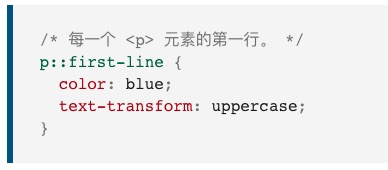 /* 每一个 <p> 元素的第一行。 */
p::first-line {
  color: blue;
  text-transform: uppercase;
}